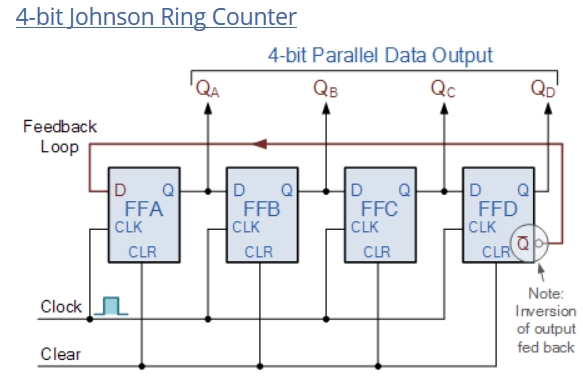 4-bit Johnson Ring Counter
4-bit Parallel Data Output
QA QB QC QD
Feedback
Loop
D Q D Q D Q D Q
FFA FFB FFC FFD
CLK CLK CLK CLK
CLR CLR CLR CLR Q̅
Clock
Note:
Inversion
of output
fed back
Clear